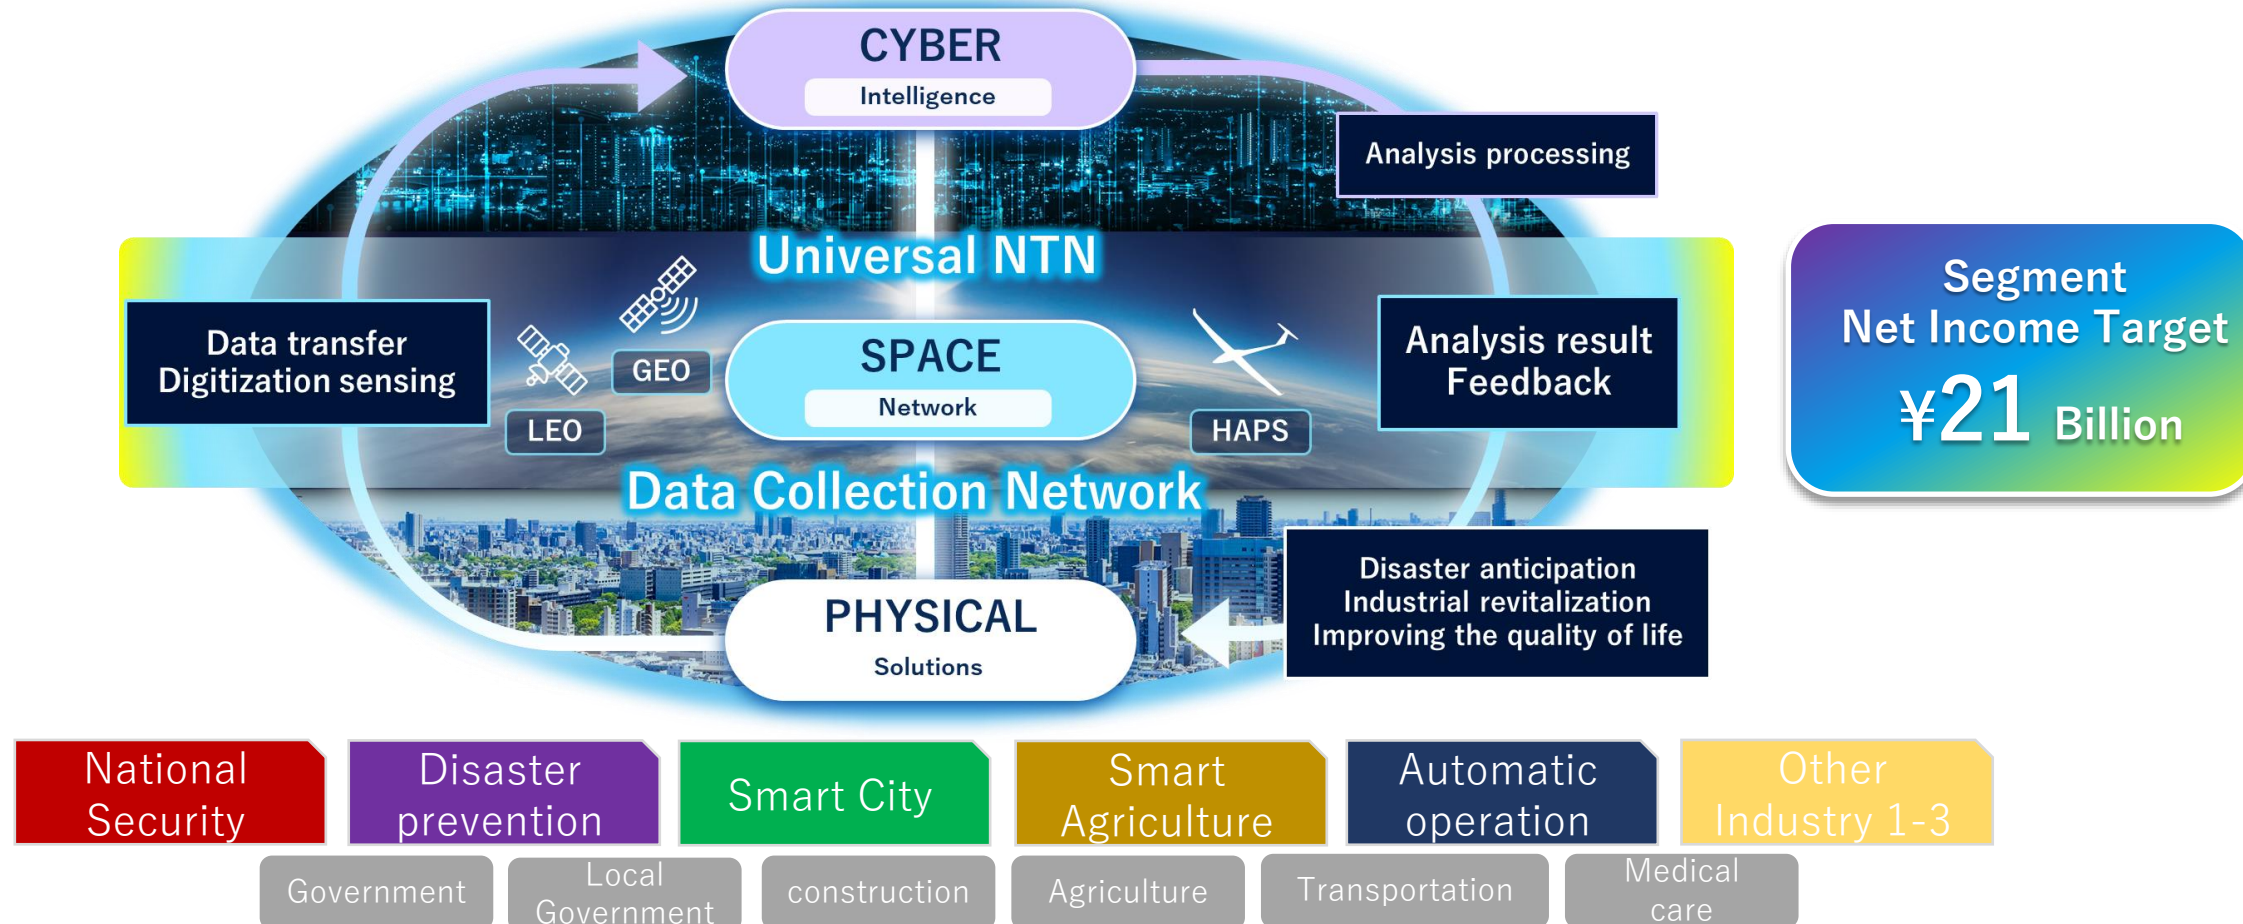 CYBER
Intelligence
Analysis processing
Universal NTN
Data transfer
Digitization sensing
GEO
LEO
SPACE
Network
HAPS
Analysis result
Feedback
Segment
Net Income Target
¥21 Billion
Data Collection Network
PHYSICAL
Solutions
Disaster anticipation
Industrial revitalization
Improving the quality of life
National
Security
Disaster
prevention
Smart City
Smart
Agriculture
Automatic
operation
Other
Industry 1-3
Government
Local
Government
construction
Agriculture
Transportation
Medical
care